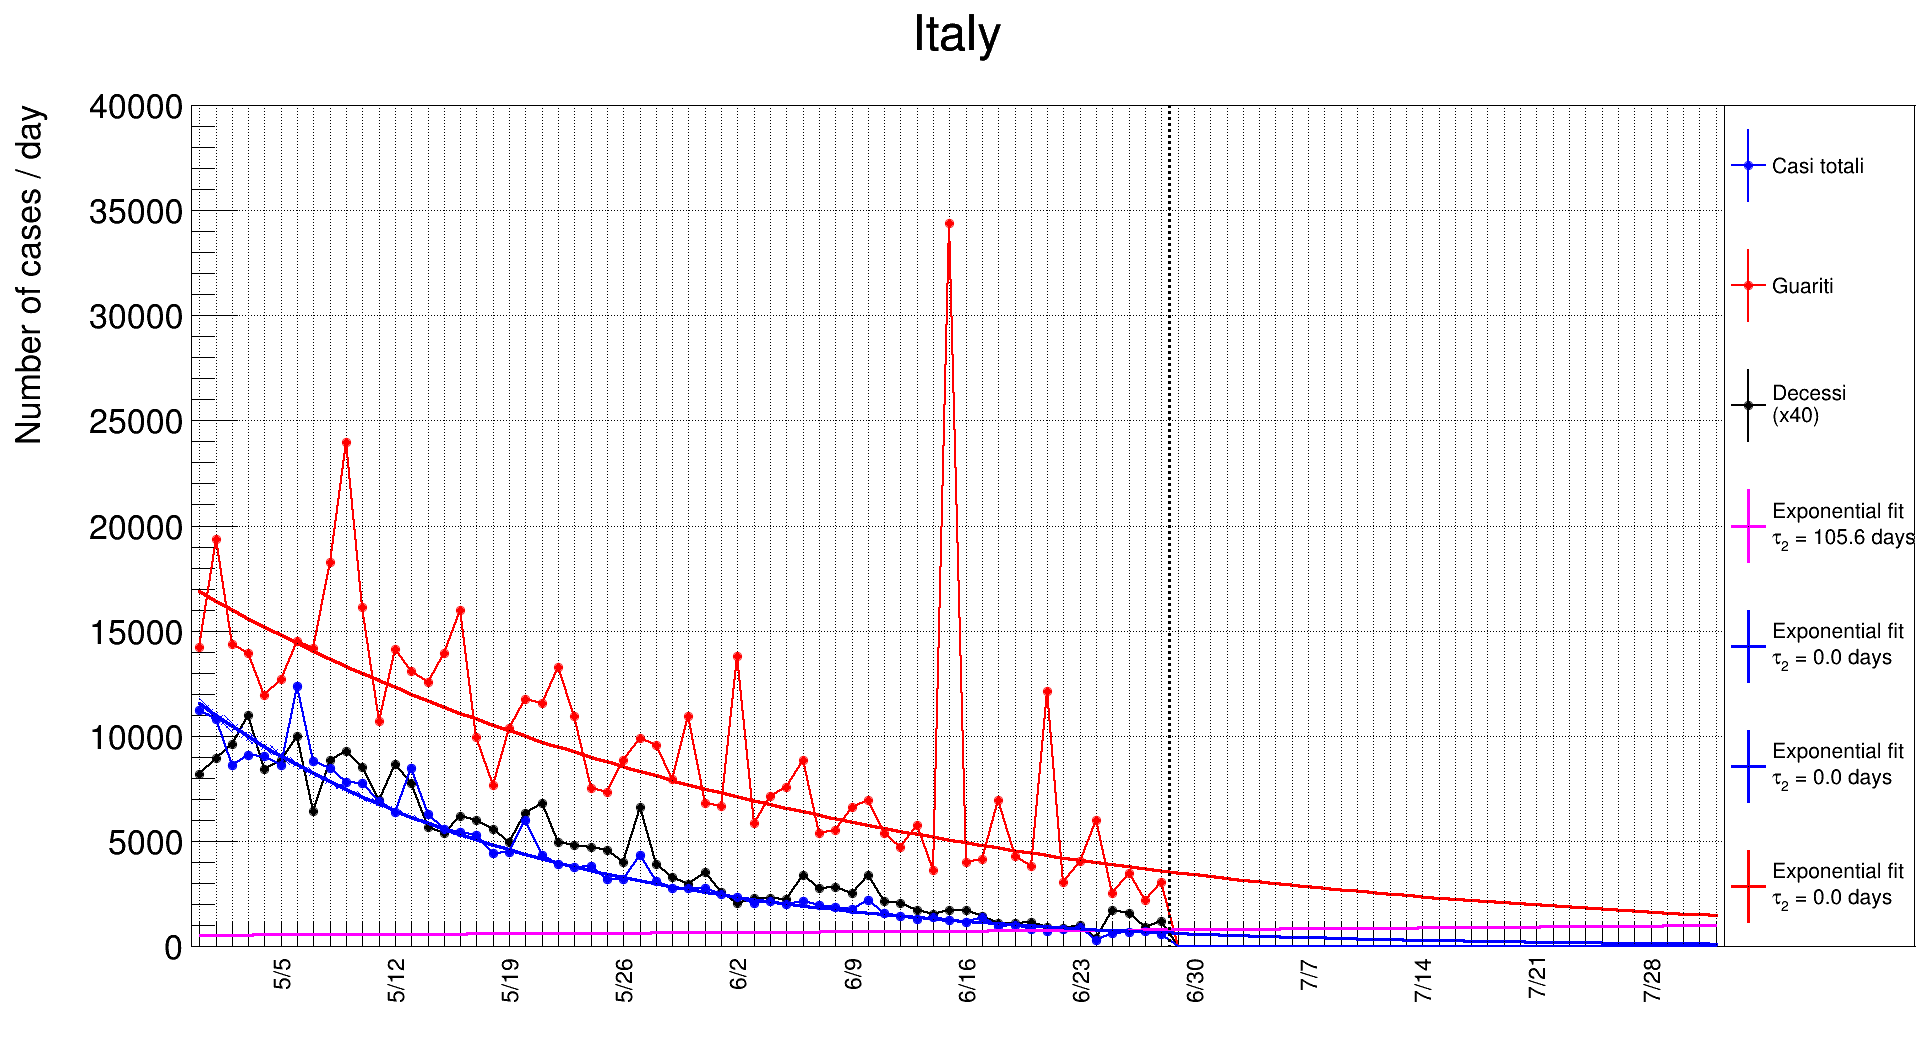 Italy
Number of cases / day
40000
35000
30000
25000
20000
15000
10000
5000
0
5/5
5/12
5/19
5/26
6/2
6/9
6/16
6/23
6/30
7/7
7/14
7/21
7/28
Casi totali
Guariti
Decessi
(x40)
Exponential fit
τ2 = 105.6 days
Exponential fit
τ2 = 0.0 days
Exponential fit
τ2 = 0.0 days
Exponential fit
τ2 = 0.0 days